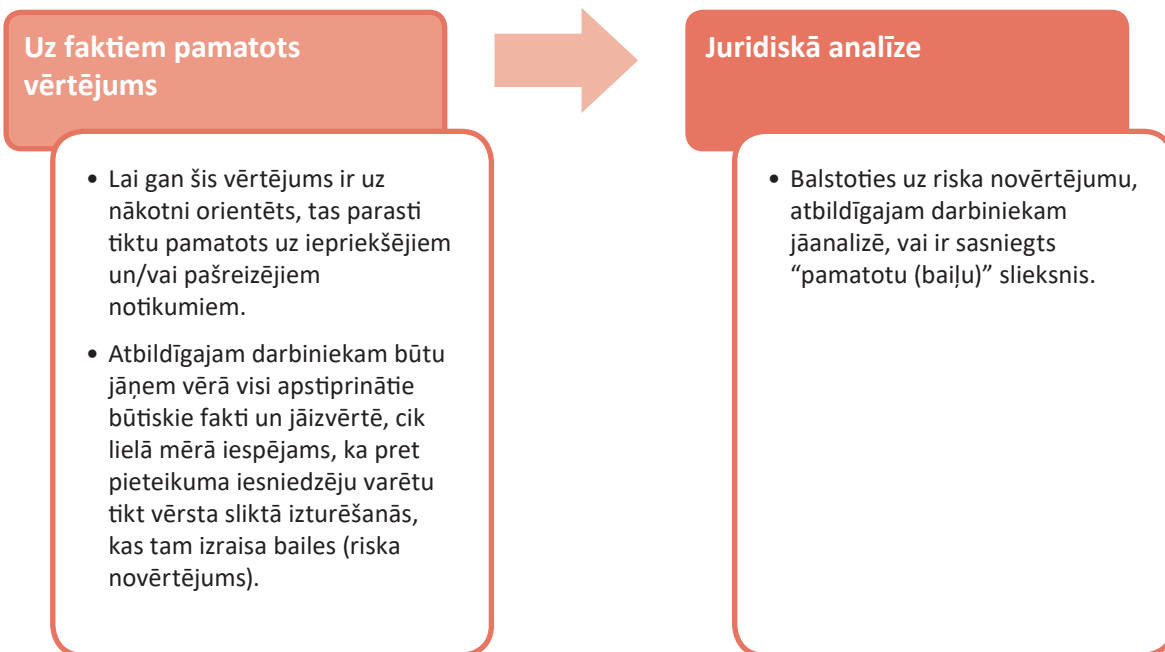 Uz faktiem pamatots
vērtējums
• Lai gan šis vērtējums ir uz
nākotni orientēts, tas parasti
tiktu pamatots uz iepriekšējiem
un/vai pašreizējiem
notikumiem.
• Atbildīgajam darbiniekam būtu
jāņem vērā visi apstiprinātie
būtiskie fakti un jāizvērtē, cik
lielā mērā iespējams, ka pret
pieteikuma iesniedzēju varētu
tikt vērsta sliktā izturēšanās,
kas tam izraisa bailes (riska
novērtējums).
Juridiskā analīze
• Balstoties uz riska novērtējumu,
atbildīgajam darbiniekam
jāanalizē, vai ir sasniegts
“pamatotu (baiļu)” slieksnis.